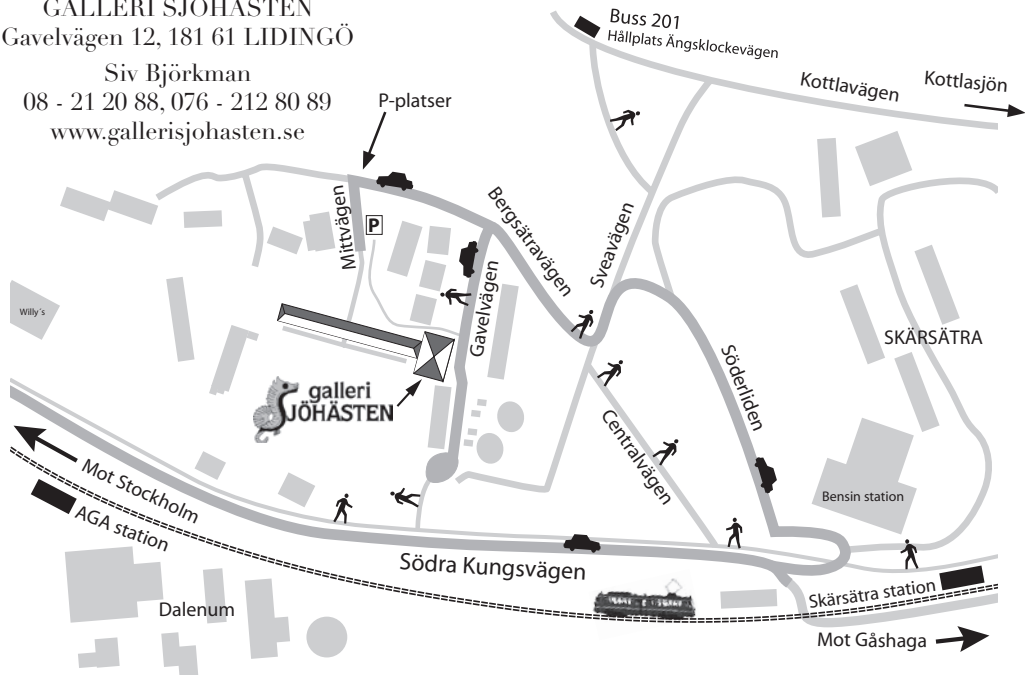 GALLERI SJÖHÄSTEN
Gavelvägen 12, 181 61 LIDINGÖ
Siv Björkman
08 - 21 20 88, 076 - 212 80 89
www.gallerisjohasten.se
P-platser
Buss 201
Hållplats Ängsklockevägen
Kottlavägen
Kottlasjön
Mittvägen
P
Bergsätravägen
Sveavägen
Gavelvägen
Willy´s
SKÄRSÄTRA
Söderliden
galleri
SJÖHÄSTEN
Centralvägen
Bensin station
Mot Stockholm
AGA station
Södra Kungsvägen
Dalenum
Skärsätra station
Mot Gåshaga